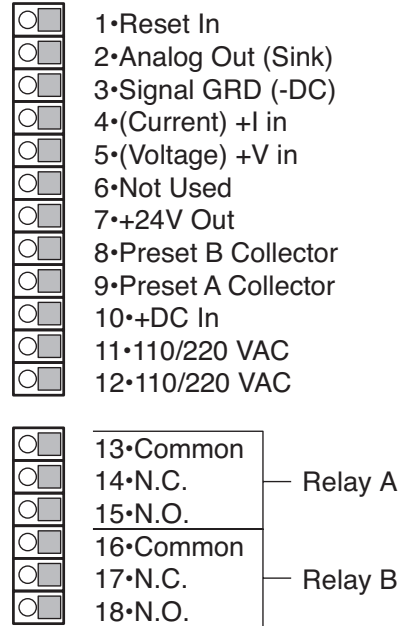 1•Reset In
2•Analog Out (Sink)
3•Signal GRD (-DC)
4•(Current) +I in
5•(Voltage) +V in
6•Not Used
7•+24V Out
8•Preset B Collector
9•Preset A Collector
10•+DC In
11•110/220 VAC
12•110/220 VAC
13•Common
14•N.C.
15•N.O.
Relay A
16•Common
17•N.C.
18•N.O.
Relay B